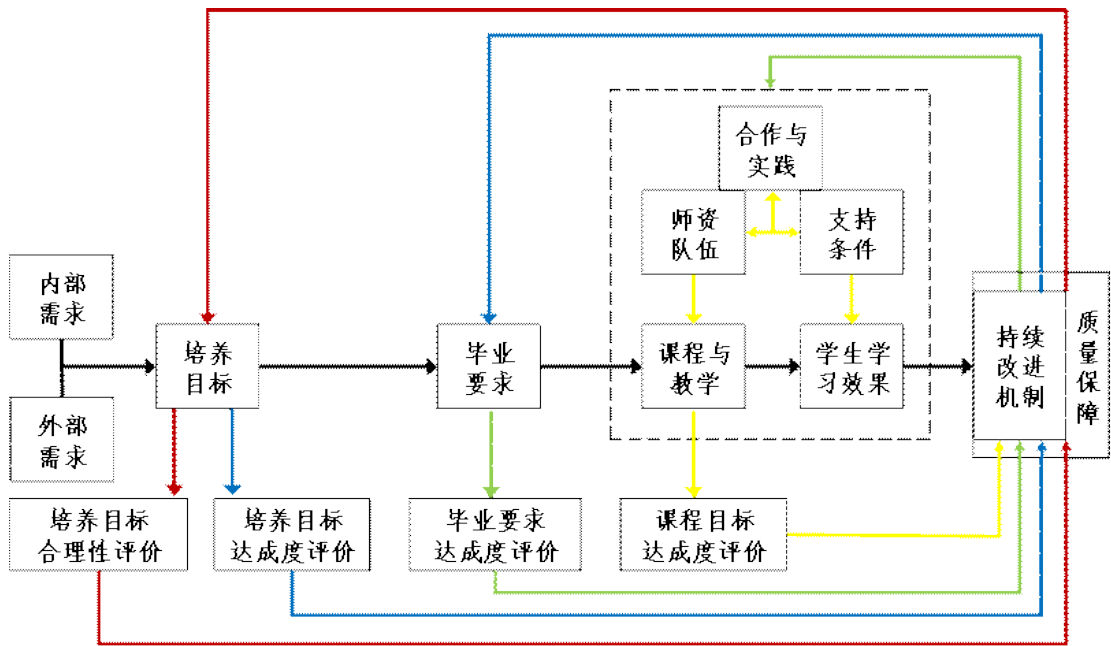 合作与
实践
师资
队伍
支持
条件
内部
需求
外部
需求
培养
目标
毕业
要求
课程与
教学
学生学
习效果
持续
改进
机制
质
量
保
障
培养目标
合理性评价
培养目标
达成度评价
毕业要求
达成度评价
课程目标
达成度评价